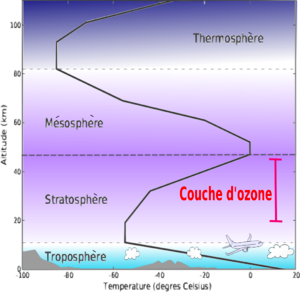 100
80
60
40
20
0
Altitude (km)
Thermosphère
Mésosphère
Couche d'ozone
Stratosphère
Troposphère
-100
-80
-60
-40
-20
0
Temperature (degres Celsius)